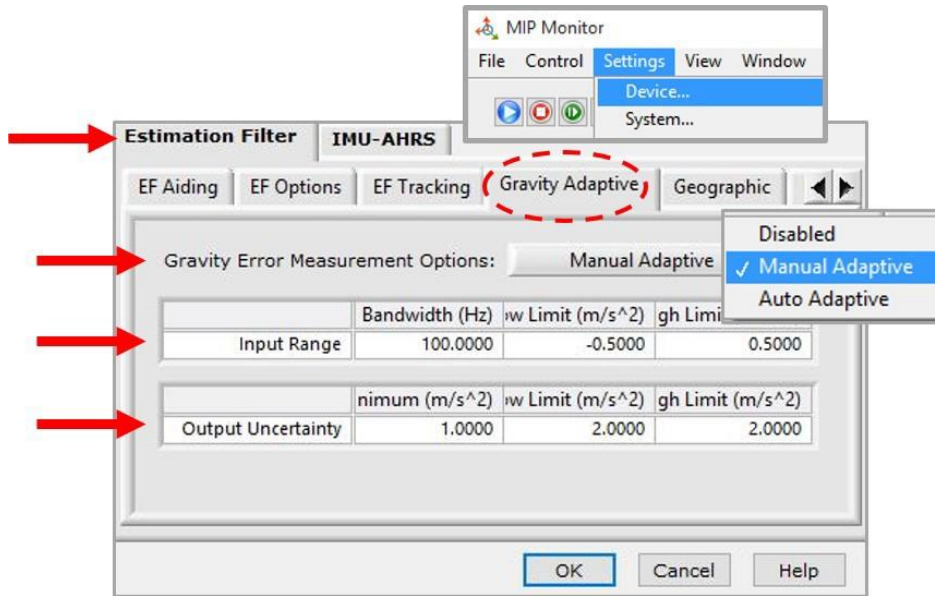 MIP Monitor
File Control Settings View Window
Device...
System...
Estimation Filter IMU-AHRS
EF Aiding EF Options EF Tracking Gravity Adaptive Geographic
Disabled
Manual Adaptive
Auto Adaptive
Gravity Error Measurement Options: Manual Adaptive
Bandwidth (Hz) ow Limit (m/s^2) gh Limi
Input Range 100.0000 -0.5000 0.5000
nimum (m/s^2) ow Limit (m/s^2) gh Limit (m/s^2)
Output Uncertainty 1.0000 2.0000 2.0000
OK Cancel Help